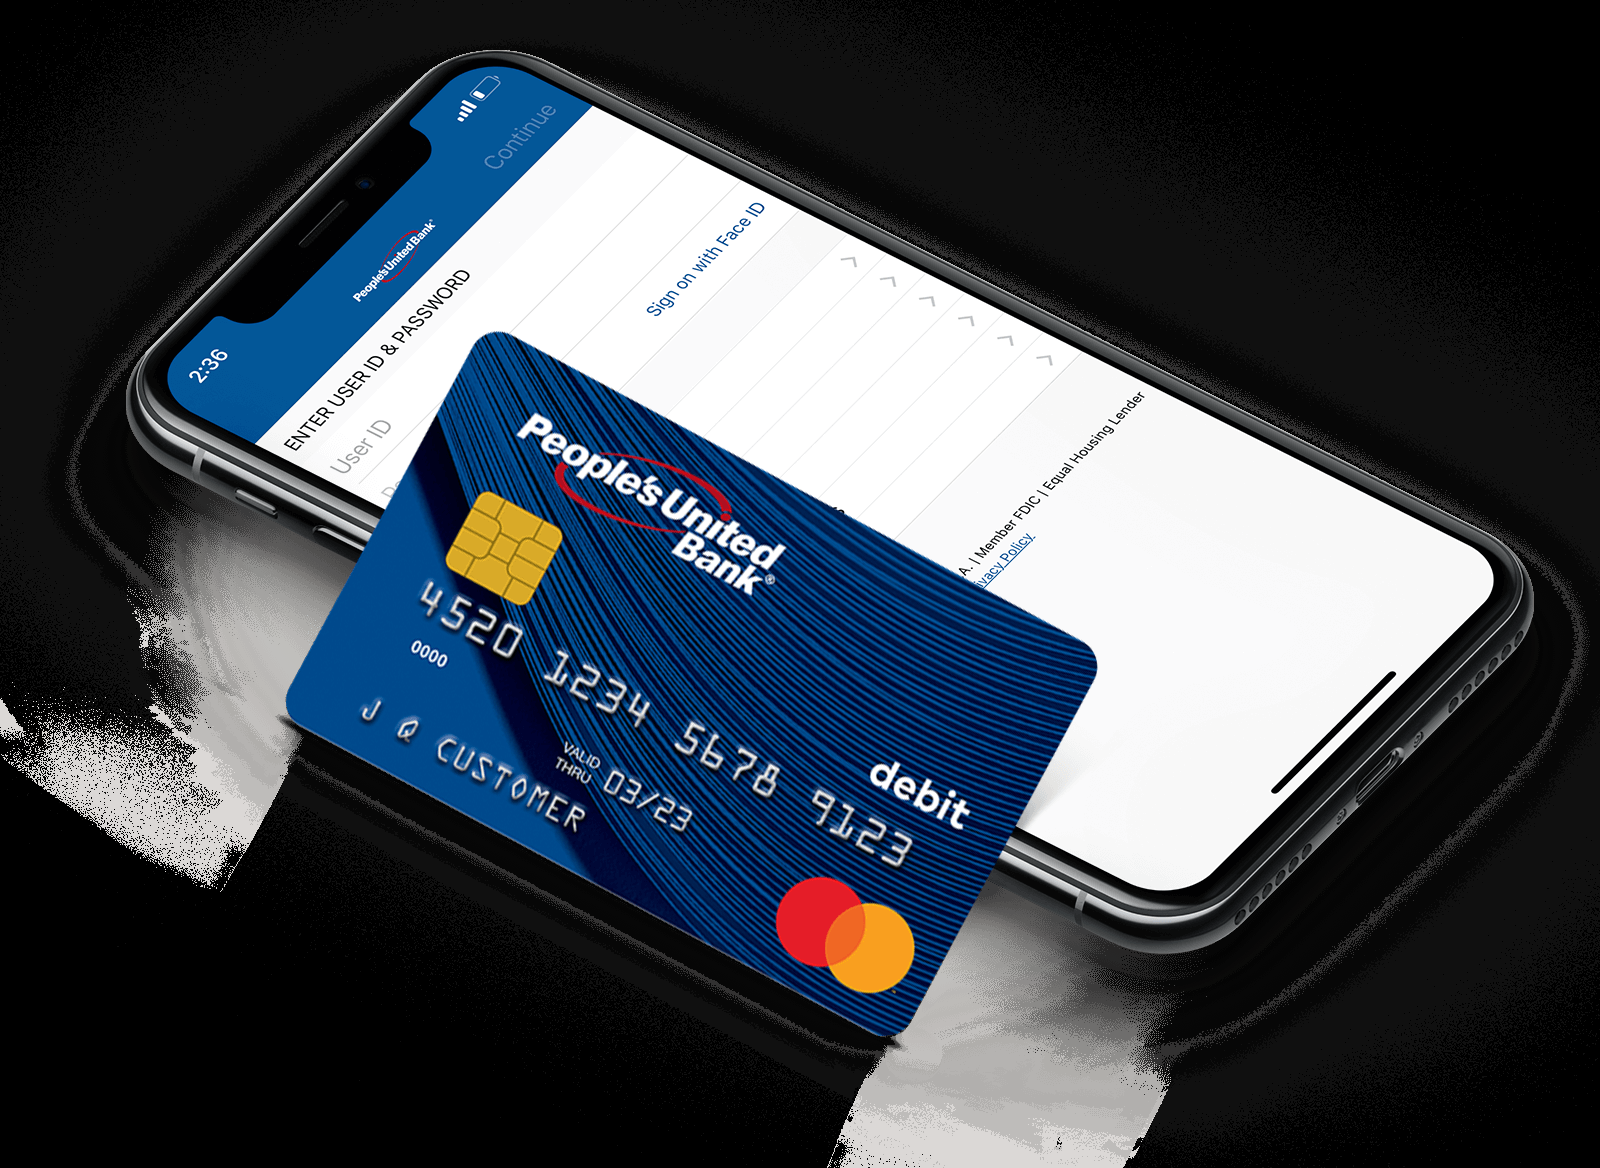 2:36
Continue
People's United Bank
ENTER USER ID & PASSWORD
User ID
Sign on with Face ID
A. | Member FDIC | Equal Housing Lender
ivacy Policy
People's United
Bank®
4520 1234 5678 9123
0000
VALID
THRU 03/23
J Q CUSTOMER
debit